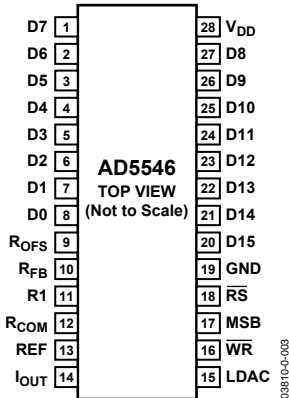 D7 1 28 VDD
D6 2 27 D8
D5 3 26 D9
D4 4 25 D10
D3 5 24 D11
D2 6 23 D12
D1 7 22 D13
D0 8 21 D14
ROFS 9 20 D15
RFB 10 19 GND
R1 11 18 R̅S̅
RCOM 12 17 MSB
REF 13 16 W̅R̅
IOUT 14 15 LDAC
AD5546
TOP VIEW
(Not to Scale)
03810-0-003